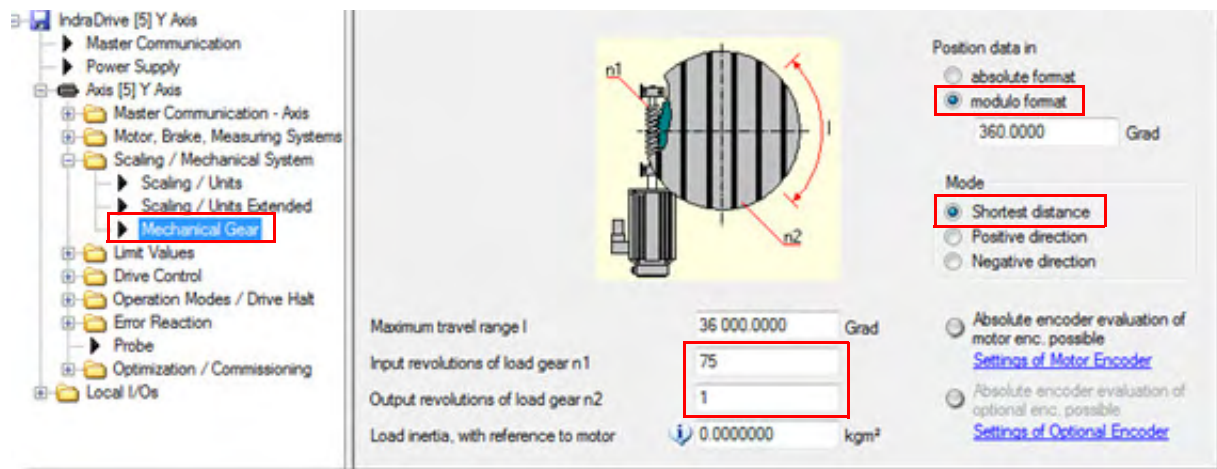 IndraDrive [5] Y Axis
Master Communication
Power Supply
Axis [5] Y Axis
Master Communication - Axis
Motor, Brake, Measuring Systems
Scaling / Mechanical System
Scaling / Units
Scaling / Units Extended
Mechanical Gear
Limit Values
Drive Control
Operation Modes / Drive Halt
Error Reaction
Probe
Optimization / Commissioning
Local I/Os
n1
l
n2
Maximum travel range l
36 000.0000
Grad
Input revolutions of load gear n1
75
Output revolutions of load gear n2
1
Load inertia, with reference to motor
0.0000000
kgm²
Position data in
absolute format
modulo format
360.0000
Grad
Mode
Shortest distance
Positive direction
Negative direction
Absolute encoder evaluation of
motor enc. possible
Settings of Motor Encoder
Absolute encoder evaluation of
optional enc. possible
Settings of Optional Encoder